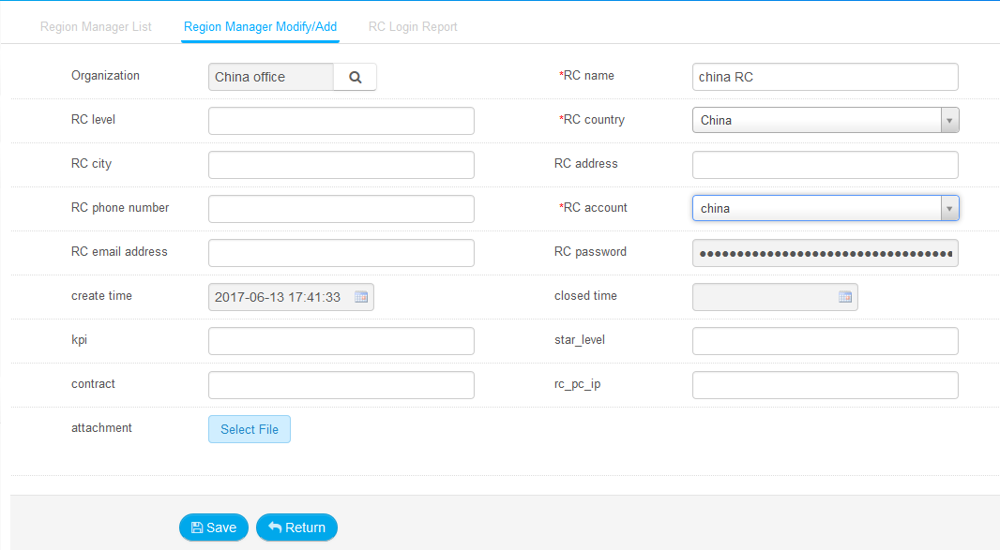 Region Manager List Region Manager Modify/Add RC Login Report
Organization China office *RC name china RC
RC level *RC country China
RC city RC address
RC phone number *RC account china
RC email address RC password ●●●●●●●●●●●●●●●●●●●●●●●●●●●●●●●●●●
create time 2017-06-13 17:41:33 closed time
kpi star_level
contract rc_pc_ip
attachment Select File
Save Return